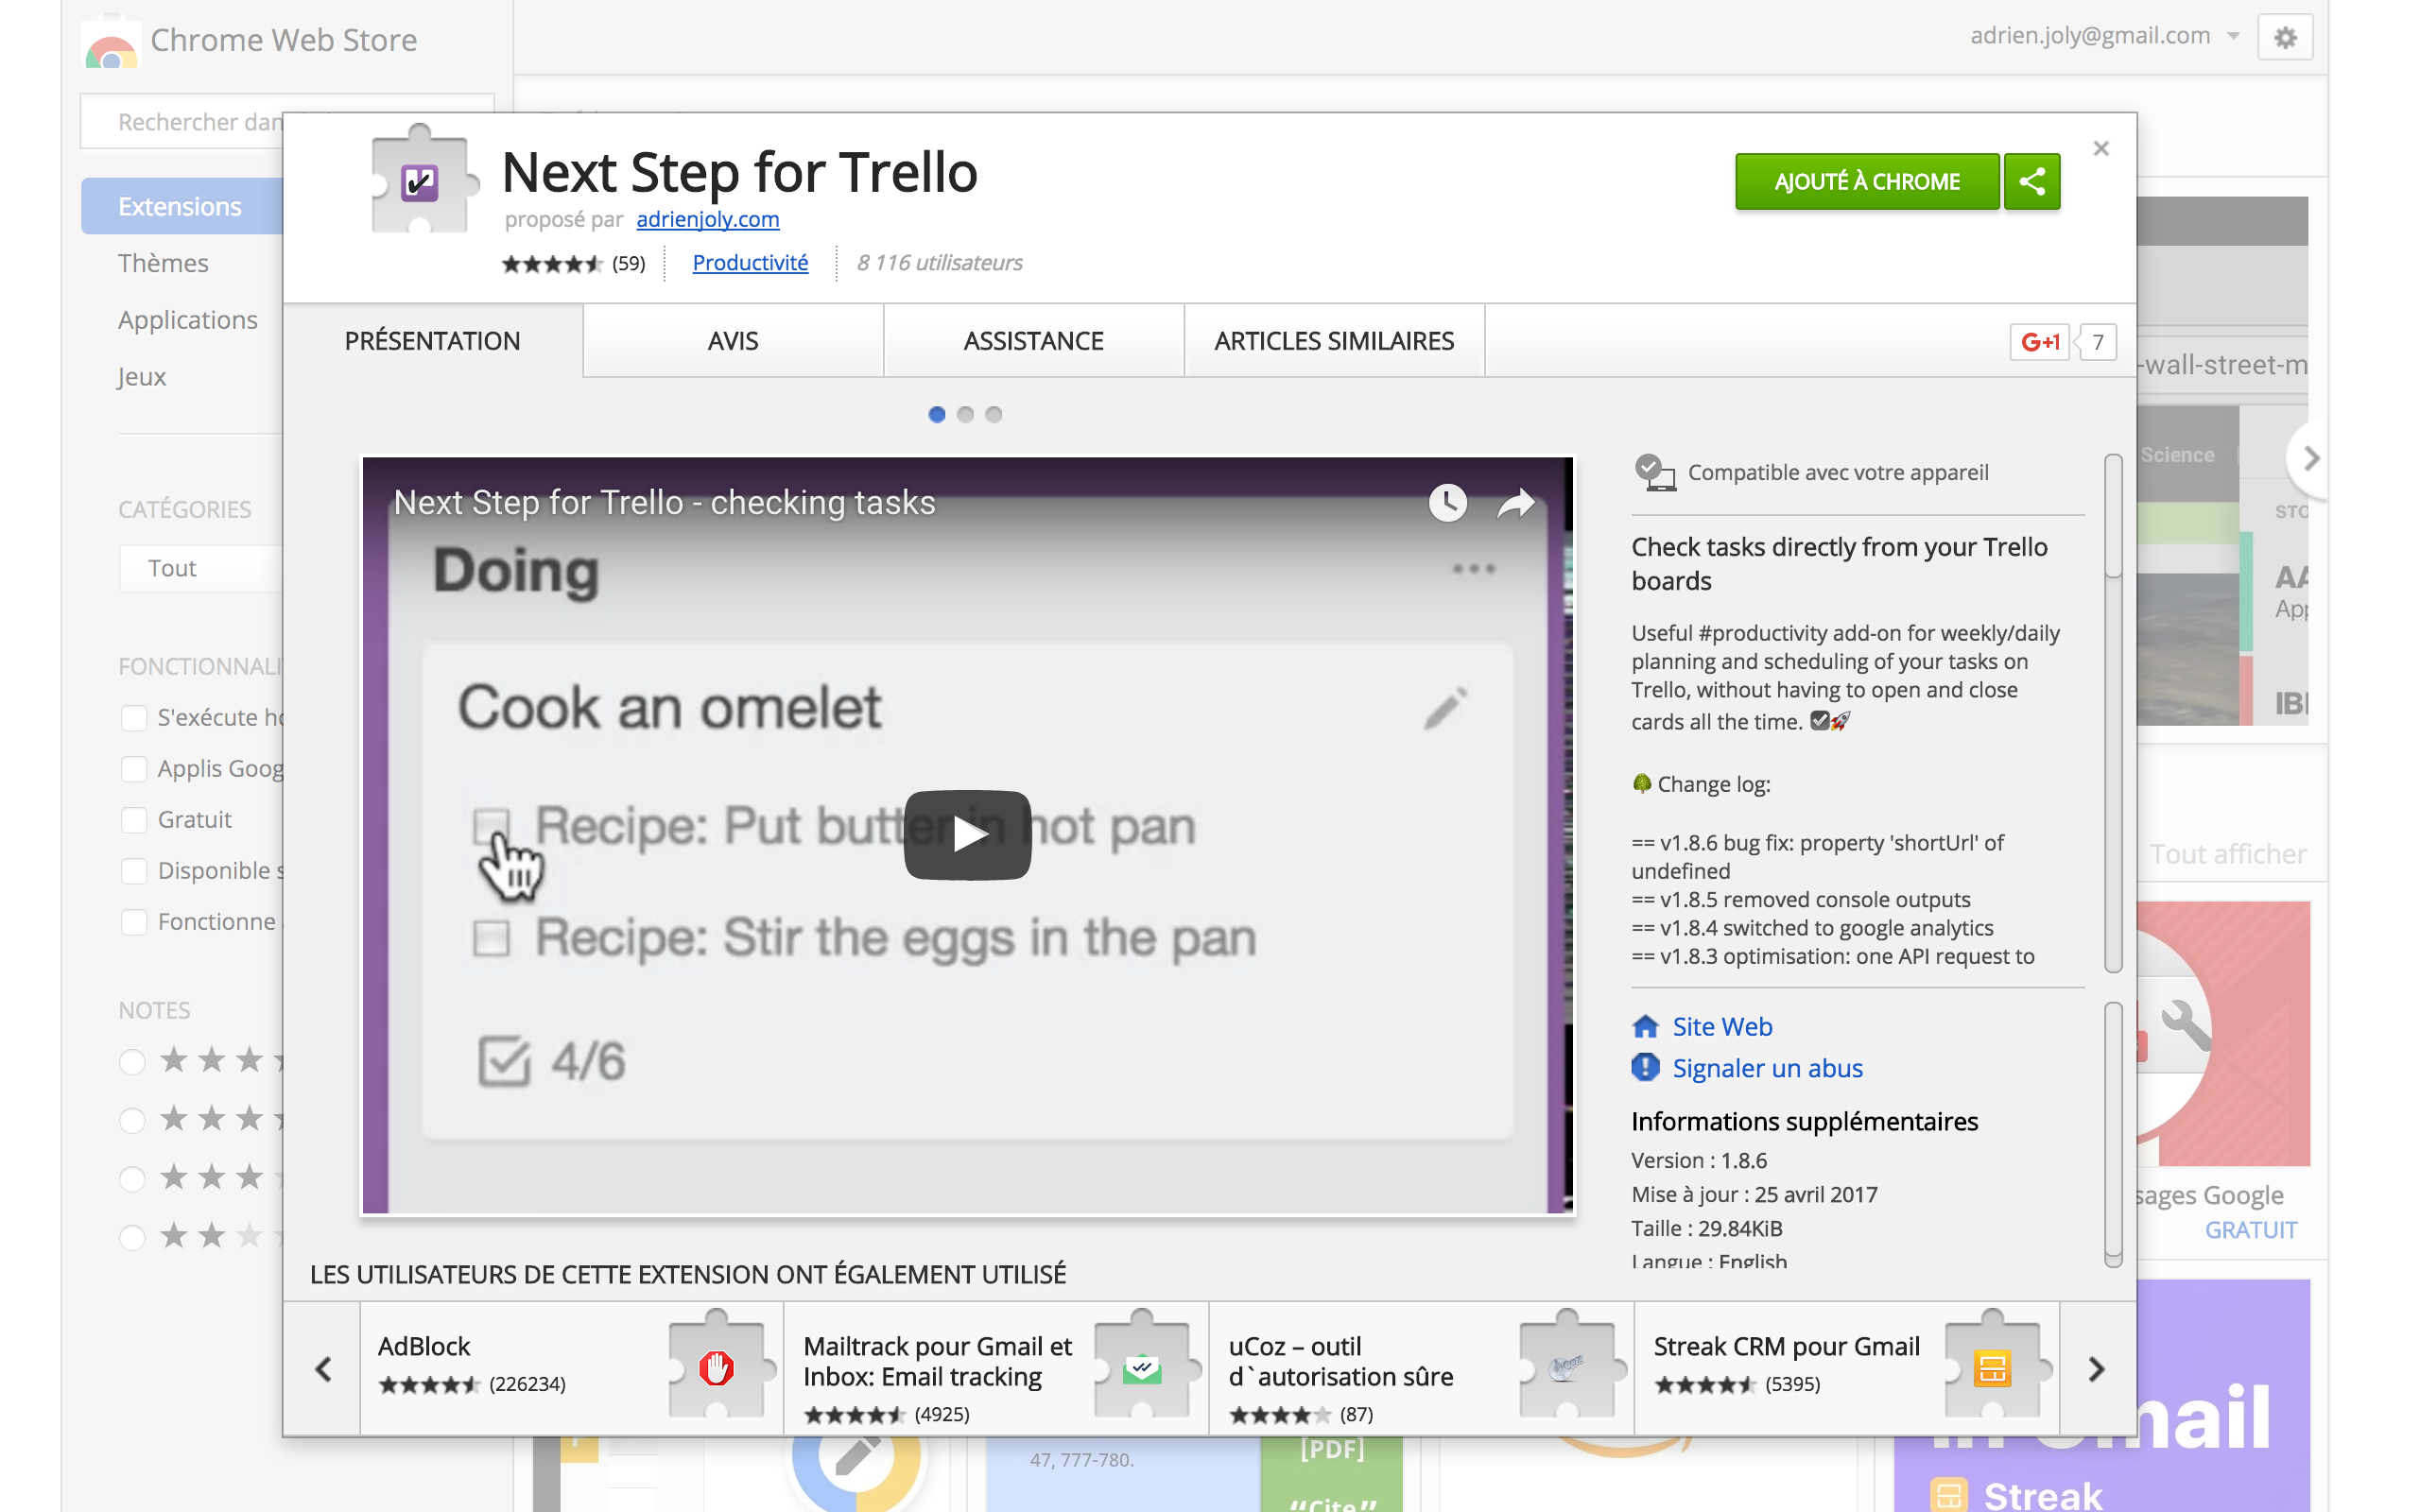 Chrome Web Store
adrien.joly@gmail.com
Rechercher dan
Extensions
Thèmes
Applications
Jeux
CATÉGORIES
Tout
FONCTIONNALI
S'exécute ho
Applis Goog
Gratuit
Disponible s
Fonctionne
NOTES
Next Step for Trello
proposé par adrienjoly.com
(59) Productivité 8 116 utilisateurs
AJOUTÉ À CHROME
PRÉSENTATION
AVIS
ASSISTANCE
ARTICLES SIMILAIRES
G+1 7
Next Step for Trello - checking tasks
Doing
Cook an omelet
Recipe: Put butter in hot pan
Recipe: Stir the eggs in the pan
4/6
Compatible avec votre appareil
Check tasks directly from your Trello
boards
Useful #productivity add-on for weekly/daily
planning and scheduling of your tasks on
Trello, without having to open and close
cards all the time. ☑🚀
🌳 Change log:
== v1.8.6 bug fix: property 'shortUrl' of
undefined
== v1.8.5 removed console outputs
== v1.8.4 switched to google analytics
== v1.8.3 optimisation: one API request to
Site Web
Signaler un abus
Informations supplémentaires
Version : 1.8.6
Mise à jour : 25 avril 2017
Taille : 29.84KiB
Langue : English
LES UTILISATEURS DE CETTE EXTENSION ONT ÉGALEMENT UTILISÉ
AdBlock
(226234)
Mailtrack pour Gmail et
Inbox: Email tracking
(4925)
uCoz – outil
d`autorisation sûre
(87)
Streak CRM pour Gmail
(5395)
-wall-street-m
Science
STO
AA
App
IB
Tout afficher
sages Google
GRATUIT
mail
Streak
47, 777-780.
[PDF]
“Cite”